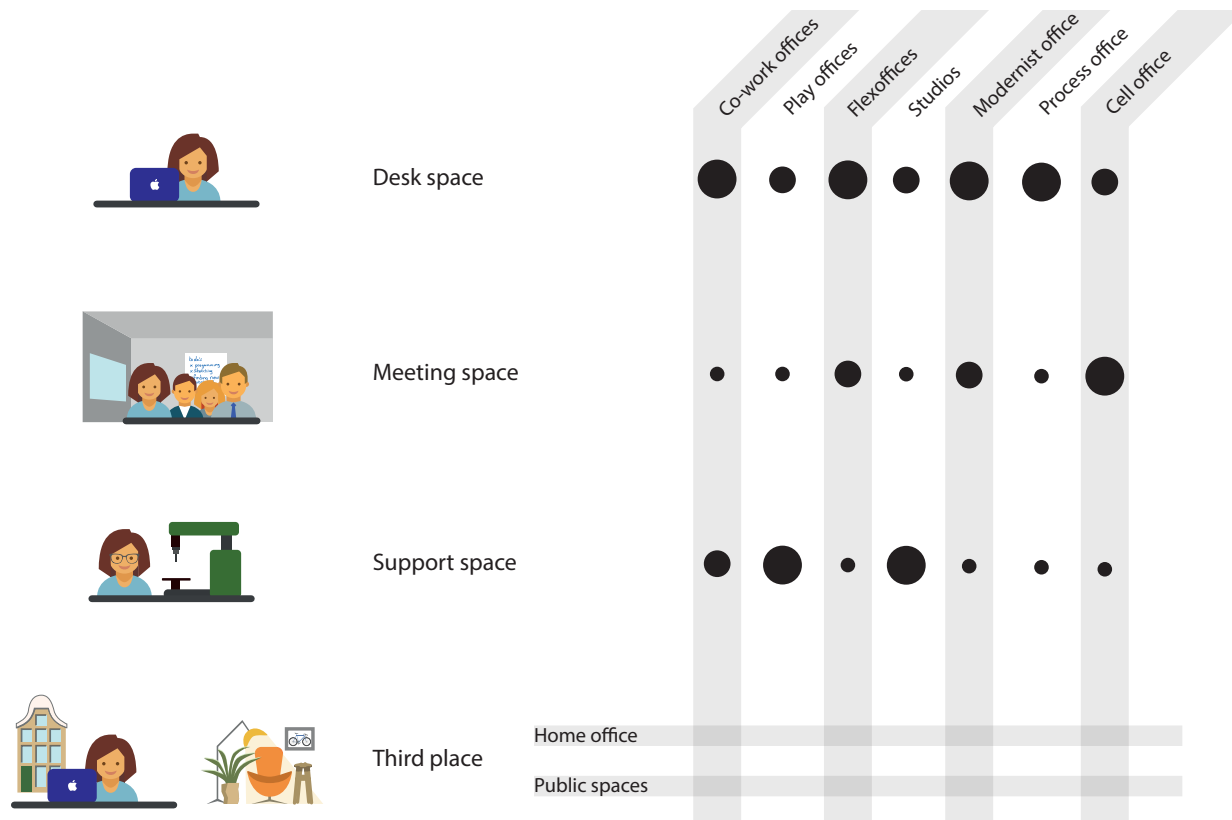 Co-work offices
Play offices
Flexoffices
Studios
Modernist office
Process office
Cell office
Desk space
Meeting space
Support space
Third place
Home office
Public spaces